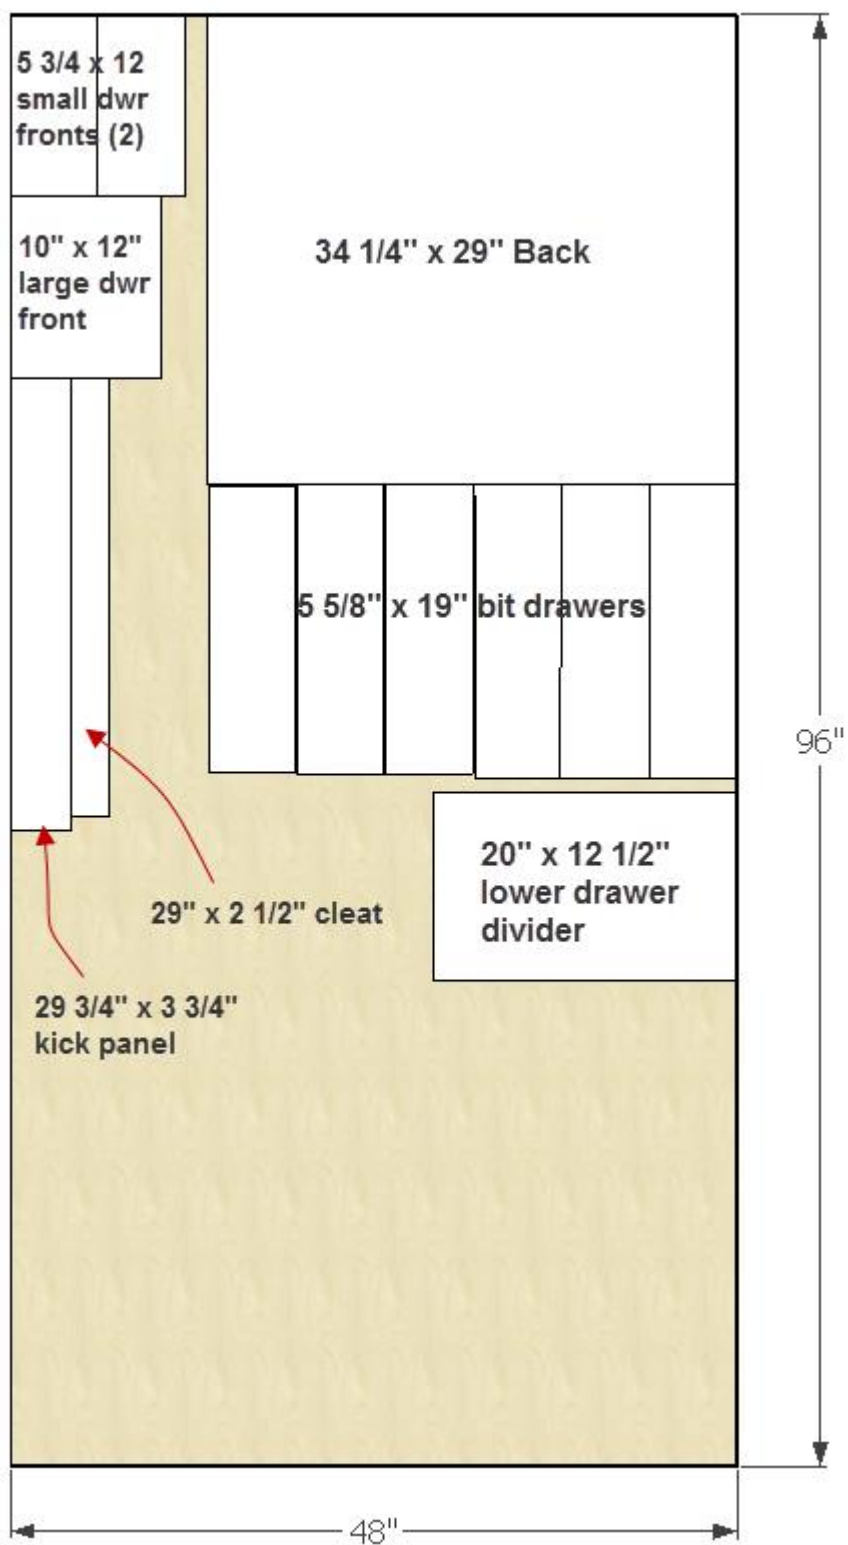 5 3/4 x 12
small dwr
fronts (2)
10" x 12"
large dwr
front
34 1/4" x 29" Back
5 5/8" x 19" bit drawers
96"
20" x 12 1/2"
lower drawer
divider
29" x 2 1/2" cleat
29 3/4" x 3 3/4"
kick panel
48"